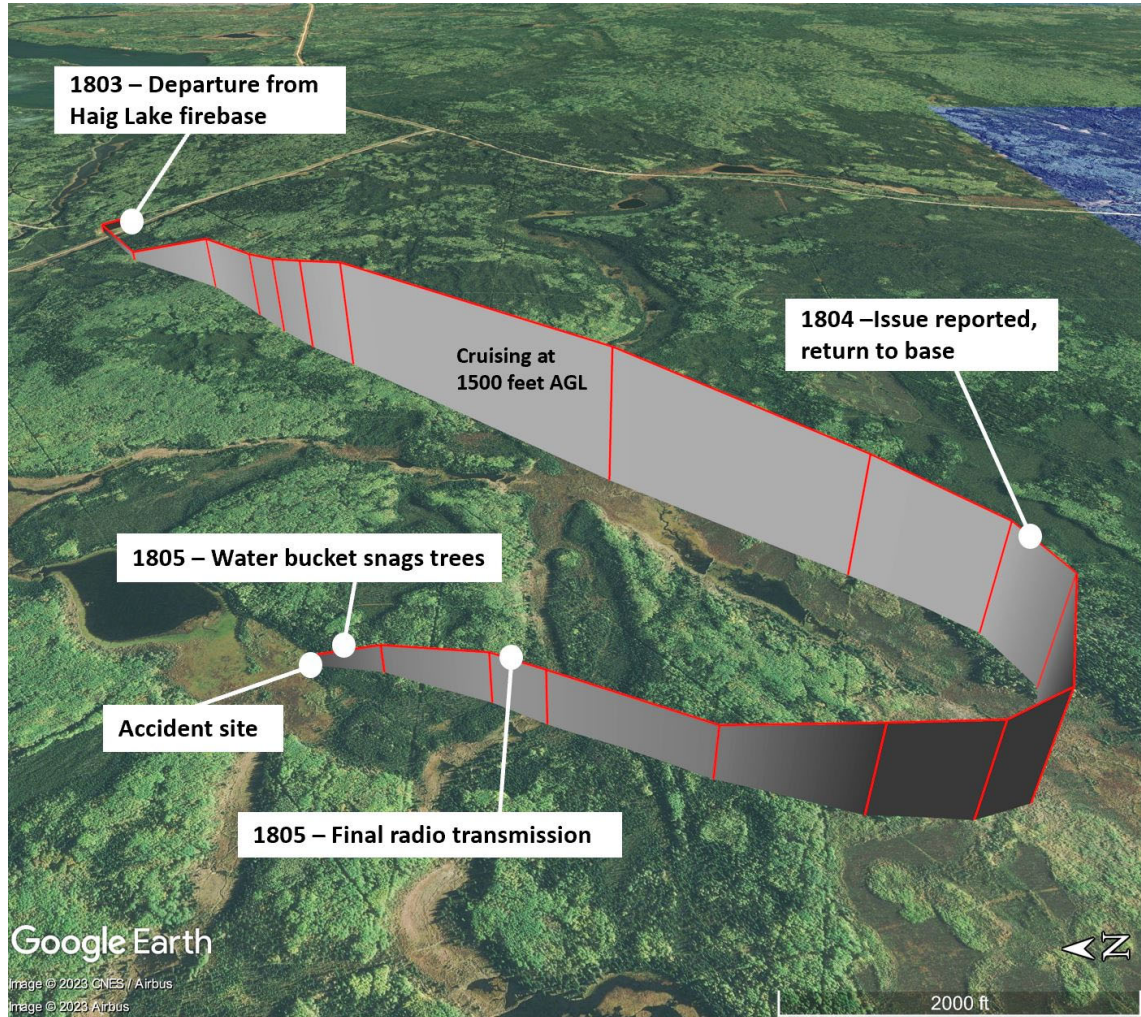 1803 – Departure from
Haig Lake firebase
1804 –Issue reported,
return to base
Cruising at
1500 feet AGL
1805 – Water bucket snags trees
Accident site
1805 – Final radio transmission
Google Earth
Image © 2023 CNES / Airbus
Image © 2023 Airbus
N
2000 ft